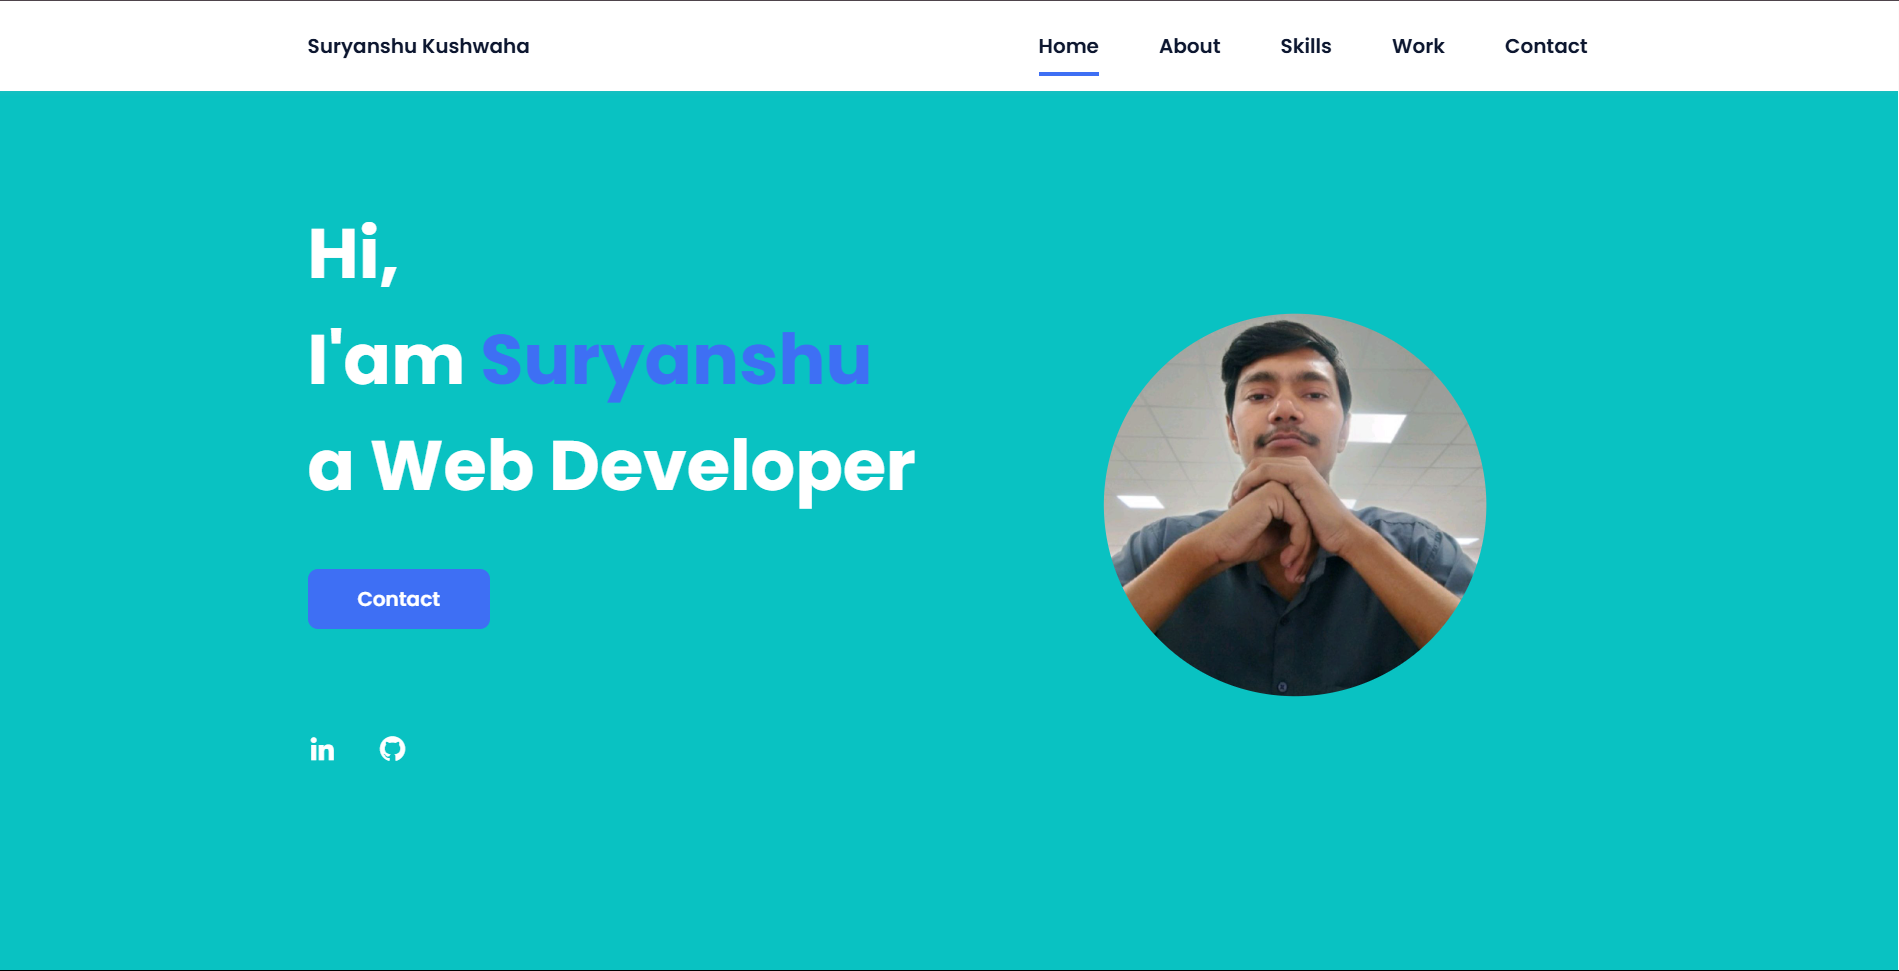 Suryanshu Kushwaha
Home About Skills Work Contact
Hi,
I'am Suryanshu
a Web Developer
Contact
in